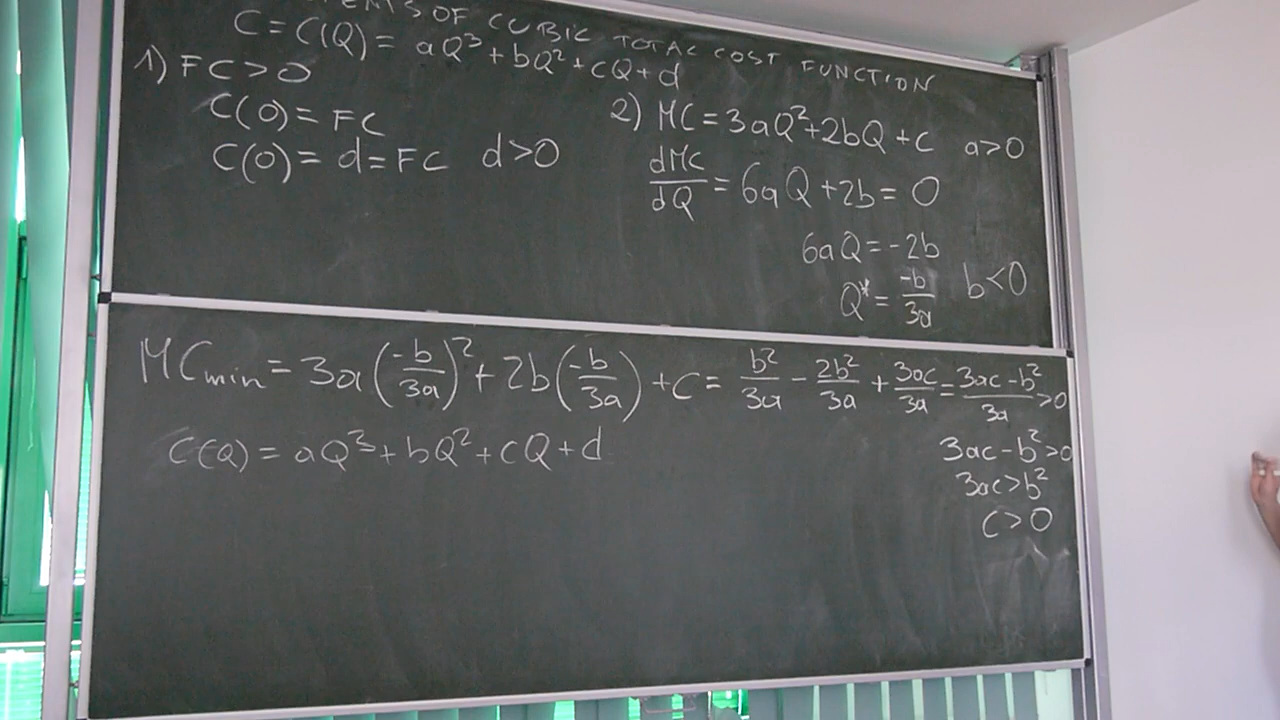 OF CUBIC TOTAL COST FUNCTION
C = C(Q) = aQ³ + bQ² + cQ + d
1) FC > 0
C(0) = FC
C(0) = d = FC d > 0
2) MC = 3aQ² + 2bQ + c a > 0
dMC/dQ = 6aQ + 2b = 0
6aQ = -2b
Q* = -b/3a b < 0
MCmin = 3a(-b/3a)² + 2b(-b/3a) + c = b²/3a - 2b²/3a + 3ac/3a = 3ac - b²/3a > 0
C(Q) = aQ³ + bQ² + cQ + d
3ac - b² > 0
3ac > b²
c > 0